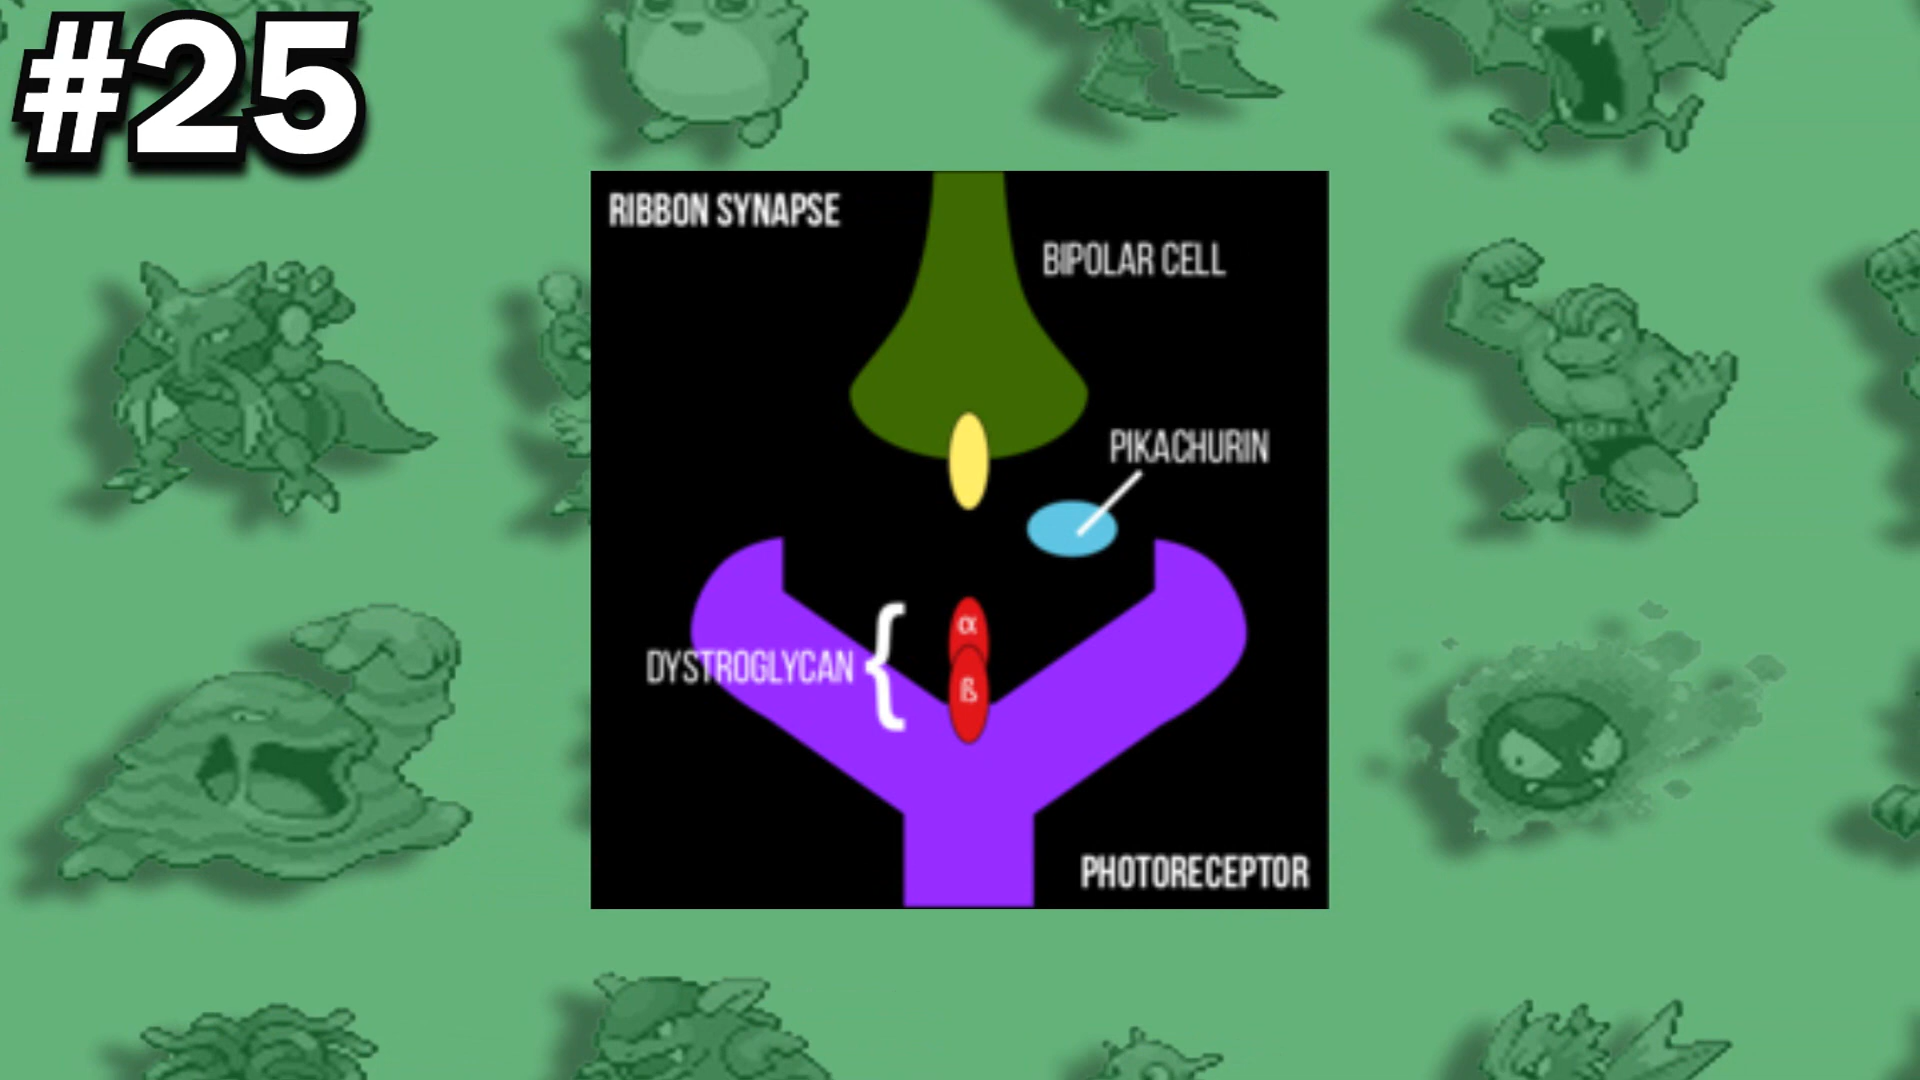 #25
RIBBON SYNAPSE
BIPOLAR CELL
PIKACHURIN
α
DYSTROGLYCAN {
ß
PHOTORECEPTOR